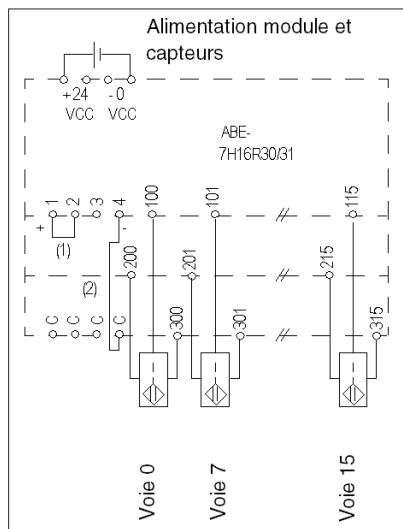 Alimentation module et
capteurs
+24 -0
VCC VCC
ABE-
7H16R30/31
1 2 3 4 100 101 115
+ -
(1)
200 201 215
(2)
C C C C 300 301 315
Voie 0 Voie 7 Voie 15